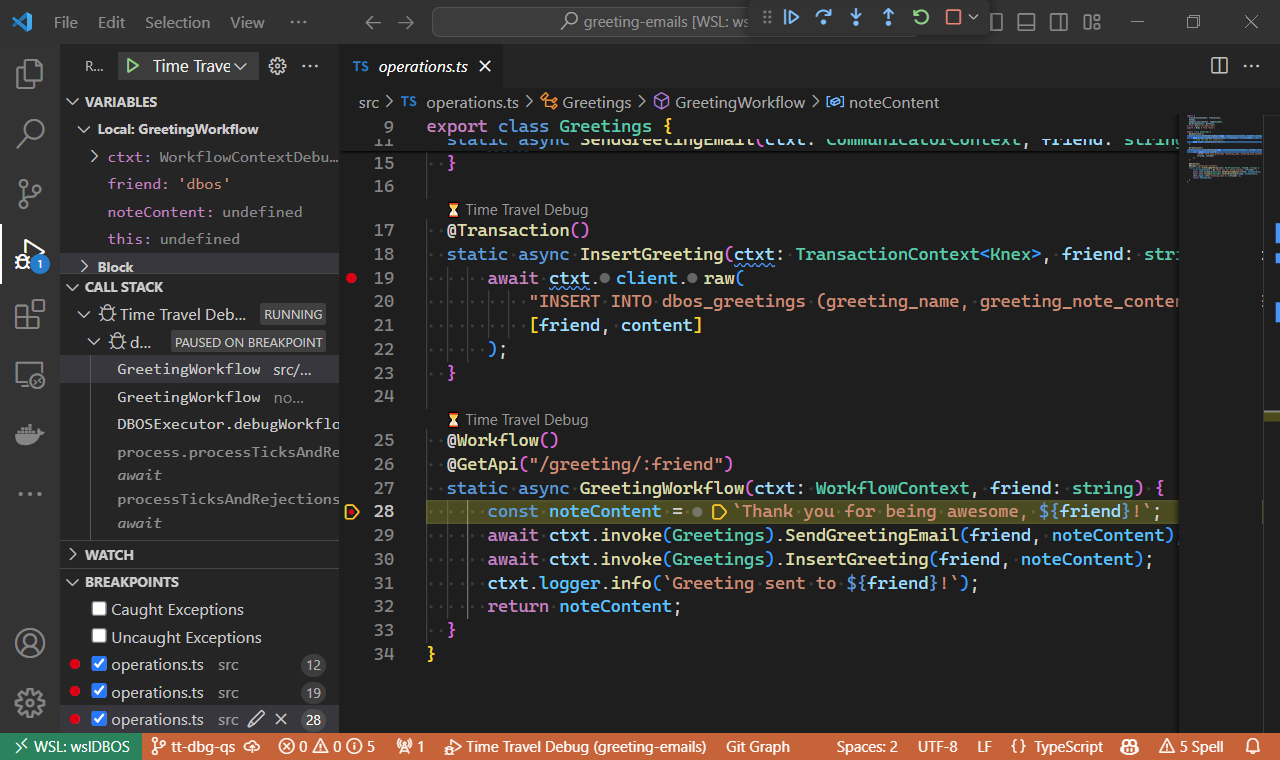 File Edit Selection View ··· greeting-emails [WSL: ws
R... Time Trave ···
VARIABLES
Local: GreetingWorkflow
ctxt: WorkflowContextDebu…
friend: 'dbos'
noteContent: undefined
this: undefined
Block
CALL STACK
Time Travel Deb... RUNNING
d... PAUSED ON BREAKPOINT
GreetingWorkflow src/...
GreetingWorkflow no...
DBOSExecutor.debugWorkflo
process.processTicksAndRe
await
processTicksAndRejections
await
WATCH
BREAKPOINTS
Caught Exceptions
Uncaught Exceptions
operations.ts src 12
operations.ts src 19
operations.ts src 28
1
TS operations.ts
src > TS operations.ts > Greetings > GreetingWorkflow > noteContent
9 export class Greetings {
11 static async SendGreetingEmail(ctxt: CommunicatorContext, friend: string
15 }
16
Time Travel Debug
17 @Transaction()
18 static async InsertGreeting(ctxt: TransactionContext<Knex>, friend: stri
19 await ctxt.client.raw(
20 "INSERT INTO dbos_greetings (greeting_name, greeting_note_conten
21 [friend, content]
22 );
23 }
24
Time Travel Debug
25 @Workflow()
26 @GetApi("/greeting/:friend")
27 static async GreetingWorkflow(ctxt: WorkflowContext, friend: string) {
28 const noteContent = `Thank you for being awesome, ${friend}!`;
29 await ctxt.invoke(Greetings).SendGreetingEmail(friend, noteContent);
30 await ctxt.invoke(Greetings).InsertGreeting(friend, noteContent);
31 ctxt.logger.info(`Greeting sent to ${friend}!`);
32 return noteContent;
33 }
34 }
WSL: wslDBOS tt-dbg-qs 0 0 5 1 Time Travel Debug (greeting-emails) Git Graph Spaces: 2 UTF-8 LF {} TypeScript 5 Spell